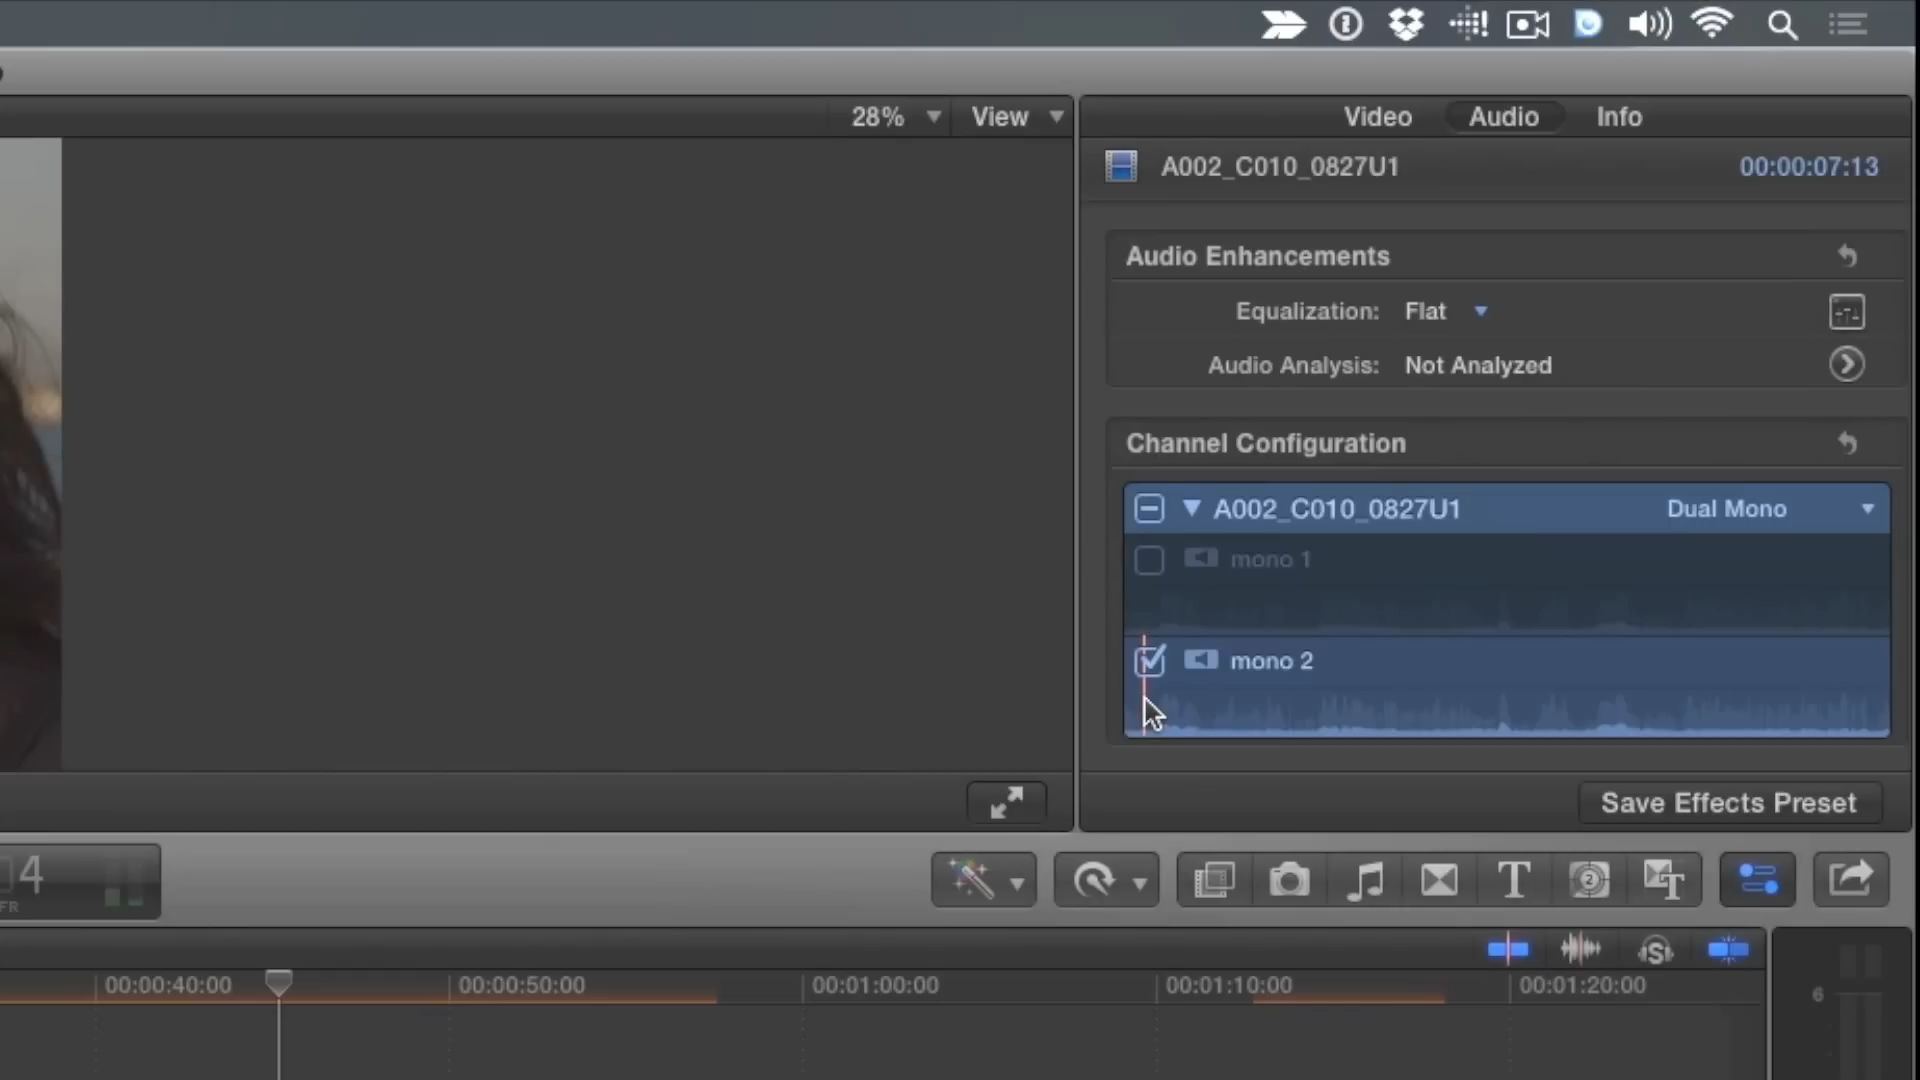 28% View
Video Audio Info
A002_C010_0827U1 00:00:07:13
Audio Enhancements
Equalization: Flat
Audio Analysis: Not Analyzed
Channel Configuration
A002_C010_0827U1 Dual Mono
mono 1
mono 2
Save Effects Preset
4
FR
T
2
T
S
00:00:40:00 00:00:50:00 00:01:00:00 00:01:10:00 00:01:20:00
6